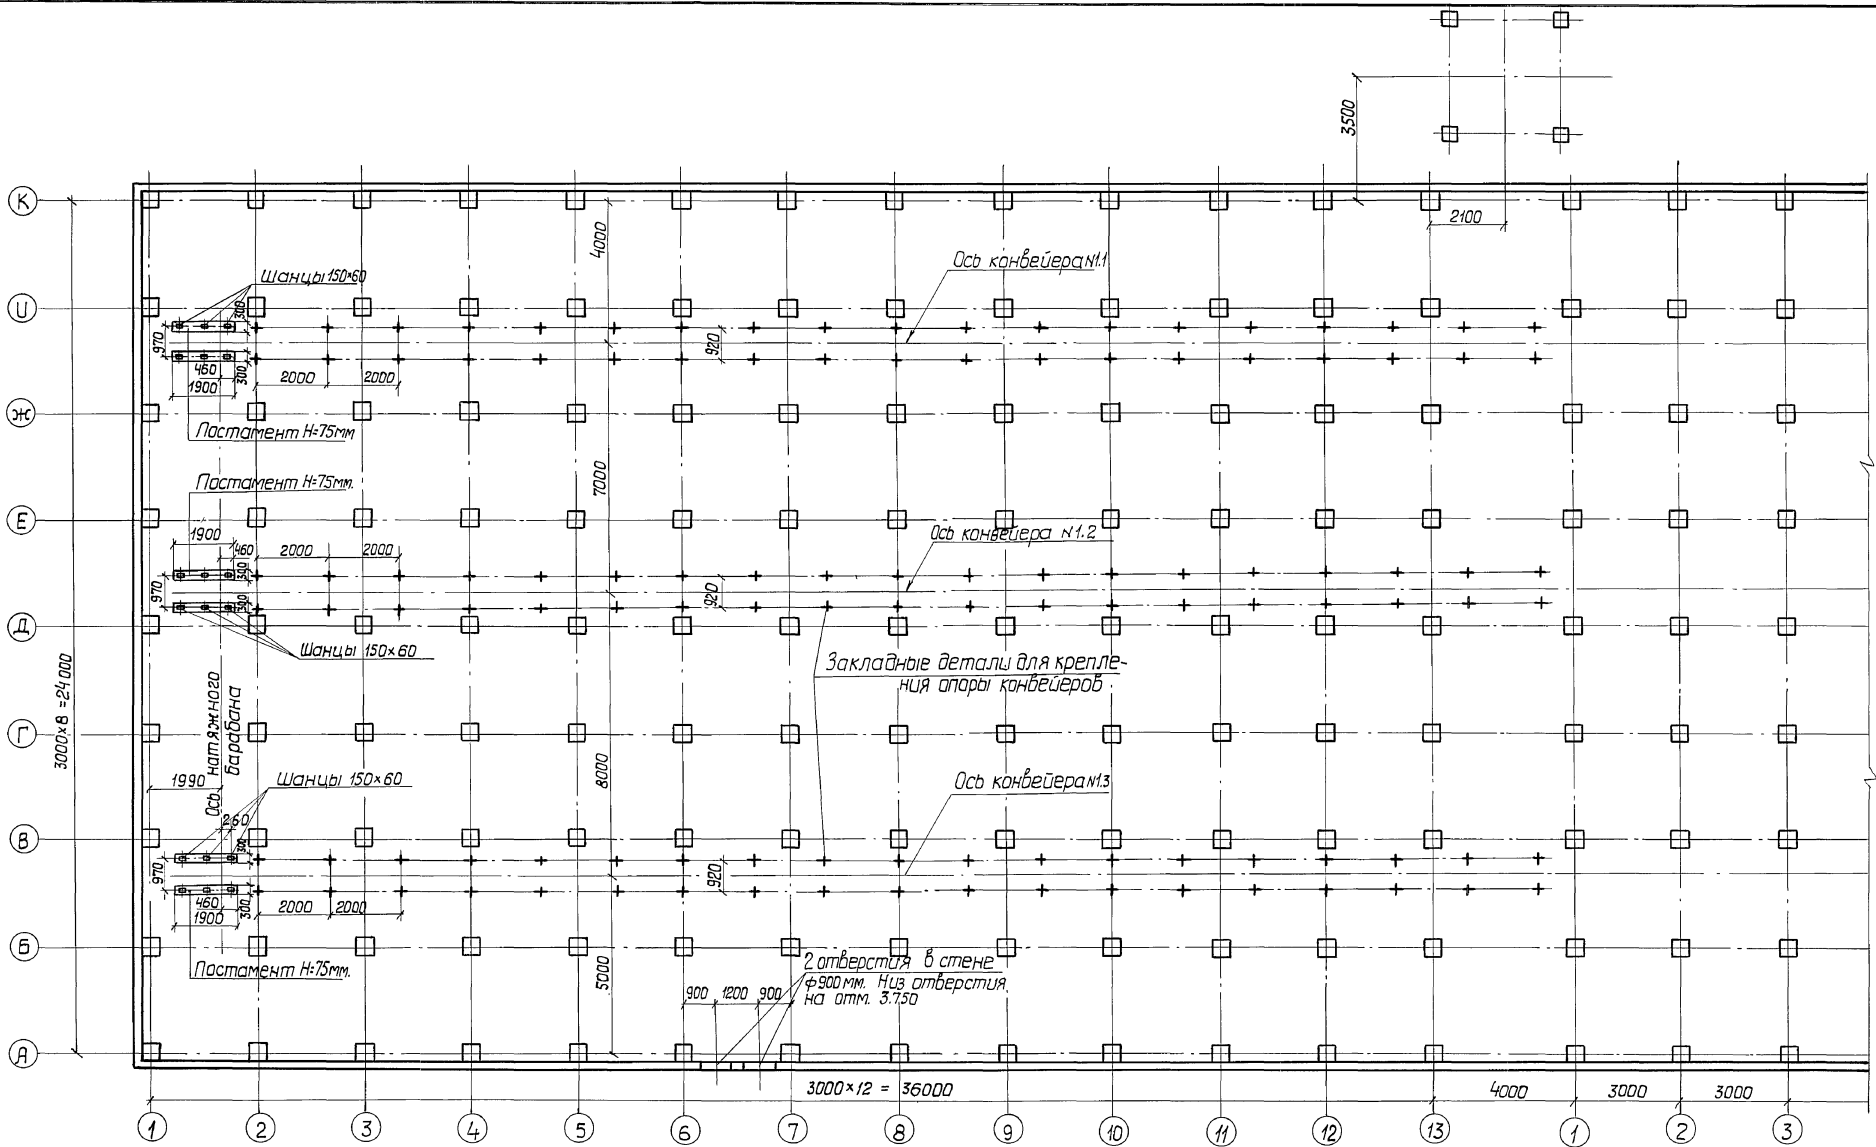 3500
К
2100
4000
Ось конвейера N1.1
Шанцы 150×60
И
300
970
920
460
300
2000
2000
1900
Ж
Постамент Н=75мм
Постамент Н=75мм.
7000
Е
1900
Ось конвейера N1.2
460
2000
2000
300
970
920
300
Д
Шанцы 150×60
Закладные детали для крепле-
ния опоры конвейеров
3000×8 =24000
Ось натяжного
барабана
Г
1990
Шанцы 150×60
8000
Ось конвейера N1.3
260
В
300
970
920
460
300
2000
2000
1900
Б
Постамент Н=75мм.
2 отверстия в стене
ф900 мм. Низ отверстия
на отм. 3.750
5000
900
1200
900
А
3000×12 = 36000
4000
3000
3000
1
2
3
4
5
6
7
8
9
10
11
12
13
1
2
3